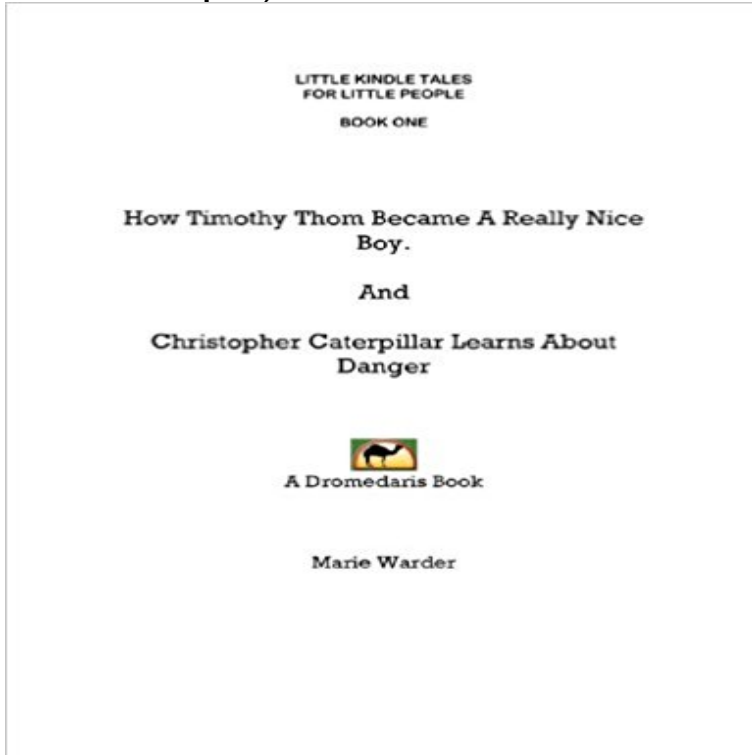 LITTLE KINDLE TALES
FOR LITTLE PEOPLE
BOOK ONE
How Timothy Thom Became A Really Nice
Boy.
And
Christopher Caterpillar Learns About
Danger
A Dromedaris Book
Marie Warder